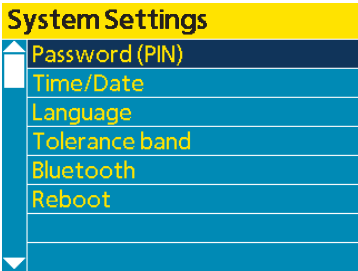 System Settings
Password (PIN)
Time/Date
Language
Tolerance band
Bluetooth
Reboot